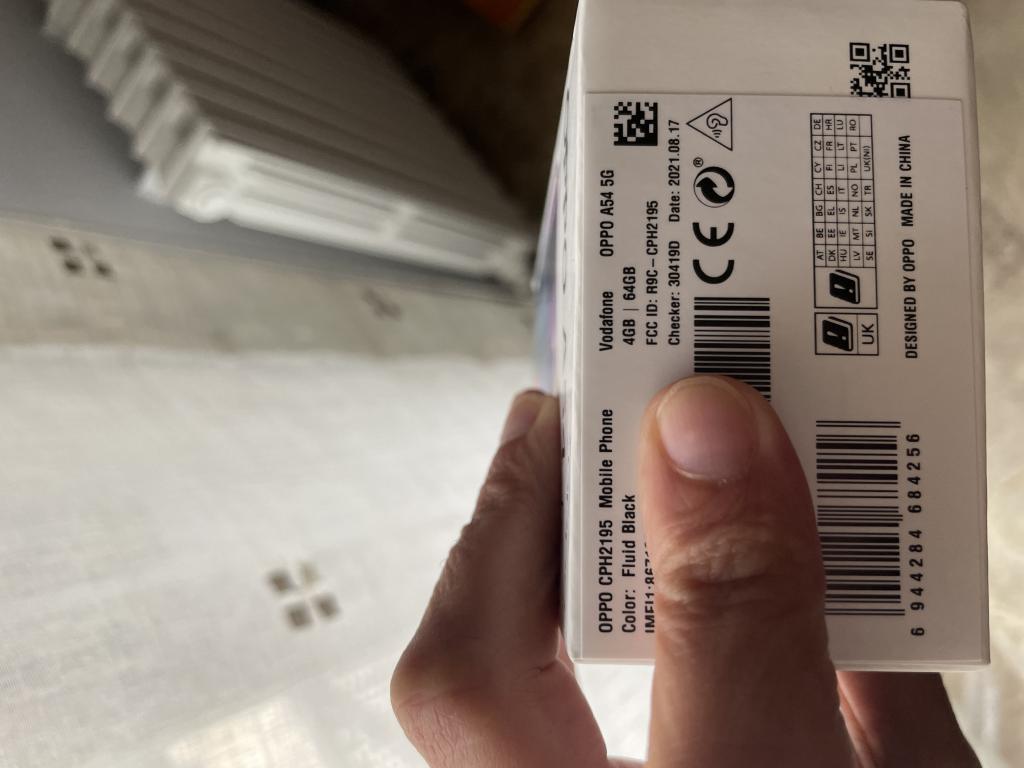 OPPO CPH2195 Mobile Phone Vodafone OPPO A54 5G
Color: Fluid Black 4GB | 64GB
IMEI1:867 FCC ID: R9C-CPH2195
Checker: 30419D Date: 2021.08.17
CE
UK
AT BE BG CH CY CZ DE
DK EE EL ES FI FR HR
HU IE IS IT LI LT LU
LV MT NL NO PL PT RO
SE SI SK TR UK(NI)
6 944284 684256
DESIGNED BY OPPO MADE IN CHINA